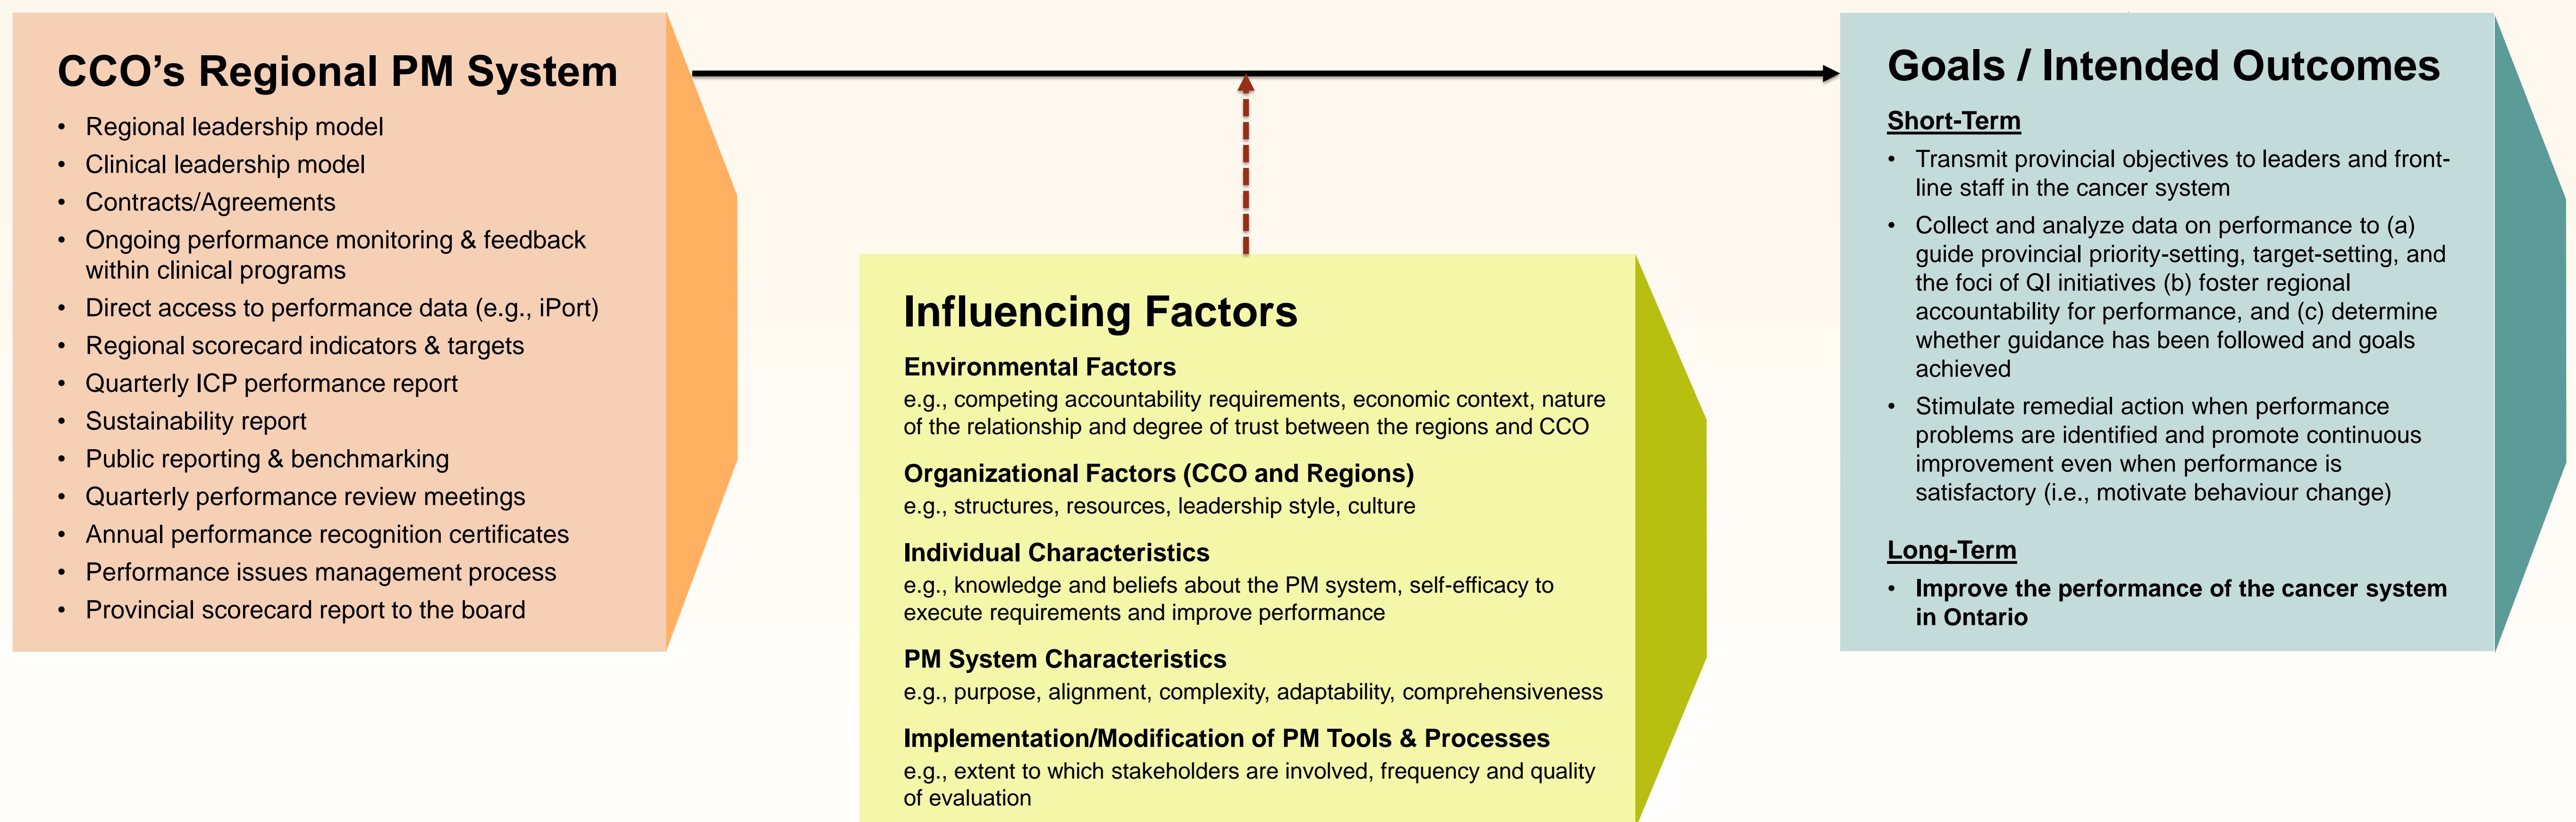 CCO’s Regional PM System
• Regional leadership model
• Clinical leadership model
• Contracts/Agreements
• Ongoing performance monitoring & feedback
within clinical programs
• Direct access to performance data (e.g., iPort)
• Regional scorecard indicators & targets
• Quarterly ICP performance report
• Sustainability report
• Public reporting & benchmarking
• Quarterly performance review meetings
• Annual performance recognition certificates
• Performance issues management process
• Provincial scorecard report to the board
Influencing Factors
Environmental Factors
e.g., competing accountability requirements, economic context, nature
of the relationship and degree of trust between the regions and CCO
Organizational Factors (CCO and Regions)
e.g., structures, resources, leadership style, culture
Individual Characteristics
e.g., knowledge and beliefs about the PM system, self-efficacy to
execute requirements and improve performance
PM System Characteristics
e.g., purpose, alignment, complexity, adaptability, comprehensiveness
Implementation/Modification of PM Tools & Processes
e.g., extent to which stakeholders are involved, frequency and quality
of evaluation
Goals / Intended Outcomes
Short-Term
• Transmit provincial objectives to leaders and front-
line staff in the cancer system
• Collect and analyze data on performance to (a)
guide provincial priority-setting, target-setting, and
the foci of QI initiatives (b) foster regional
accountability for performance, and (c) determine
whether guidance has been followed and goals
achieved
• Stimulate remedial action when performance
problems are identified and promote continuous
improvement even when performance is
satisfactory (i.e., motivate behaviour change)
Long-Term
• Improve the performance of the cancer system
in Ontario